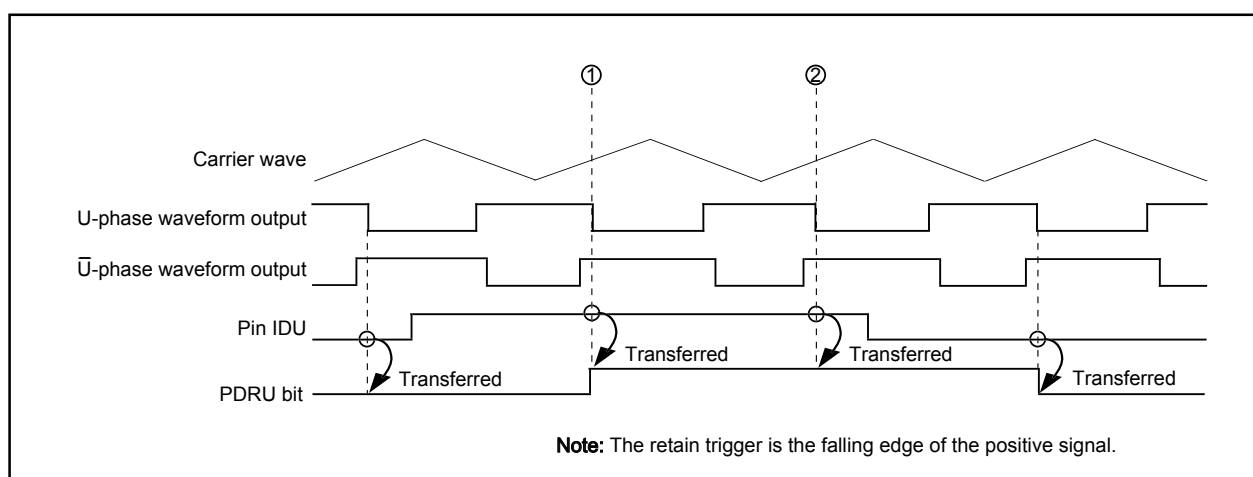 ① ②
Carrier wave
U-phase waveform output
U̅-phase waveform output
Pin IDU
Transferred Transferred
Transferred Transferred
PDRU bit
Note: The retain trigger is the falling edge of the positive signal.